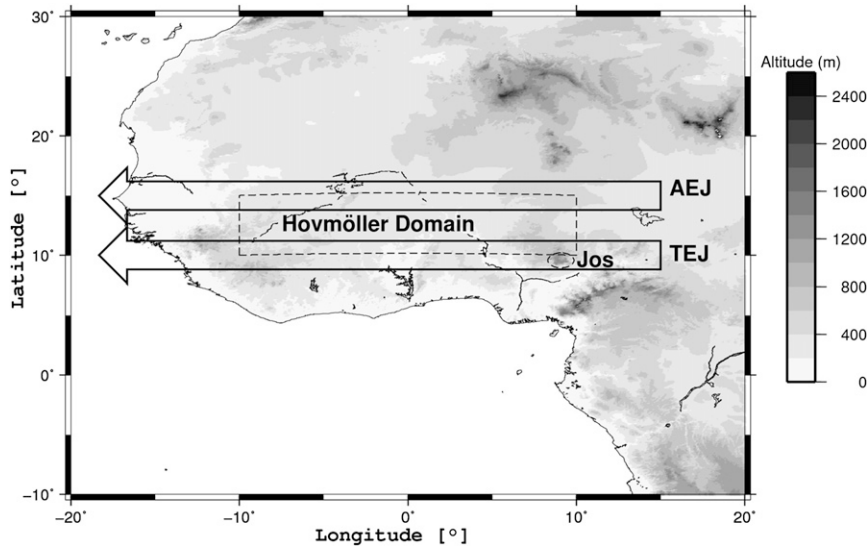 30˚
20˚
10˚
0˚
−10˚
Latitude [°]
AEJ
Hovmöller Domain
TEJ
Jos
−20˚
−10˚
0˚
10˚
20˚
Longitude [°]
Altitude (m)
2400
2000
1600
1200
800
400
0